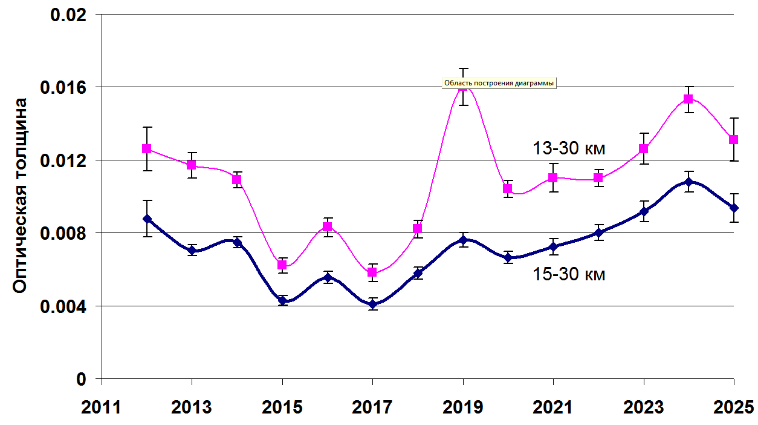 0.02
0.016
Область построения диаграммы
0.012
13-30 км
0.008
15-30 км
0.004
0
Оптическая толщина
2011 2013 2015 2017 2019 2021 2023 2025